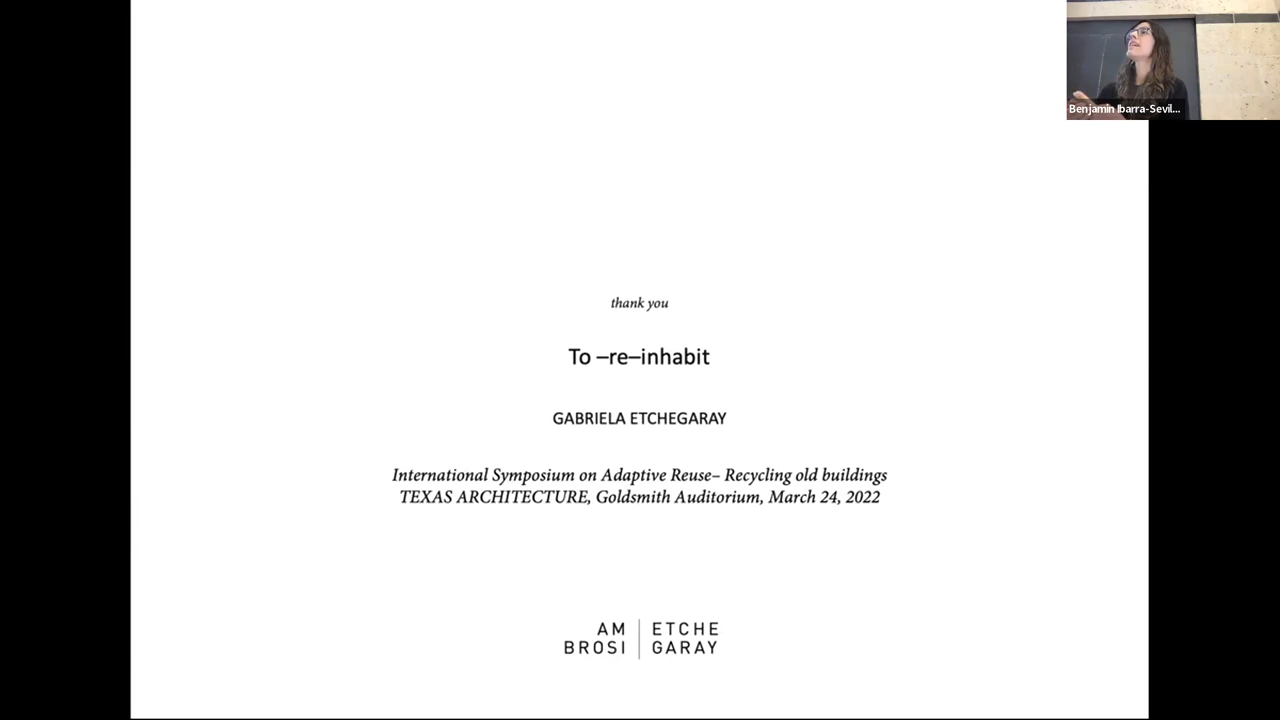 Benjamin Ibarra-Sevil...
thank you
To –re–inhabit
GABRIELA ETCHEGARAY
International Symposium on Adaptive Reuse– Recycling old buildings
TEXAS ARCHITECTURE, Goldsmith Auditorium, March 24, 2022
AM
BROSI
ETCHE
GARAY